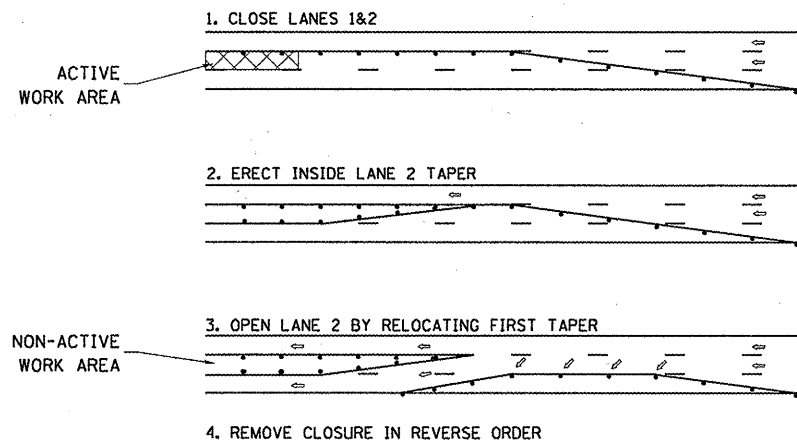 1. CLOSE LANES 1&2
ACTIVE
WORK AREA
2. ERECT INSIDE LANE 2 TAPER
3. OPEN LANE 2 BY RELOCATING FIRST TAPER
NON-ACTIVE
WORK AREA
4. REMOVE CLOSURE IN REVERSE ORDER